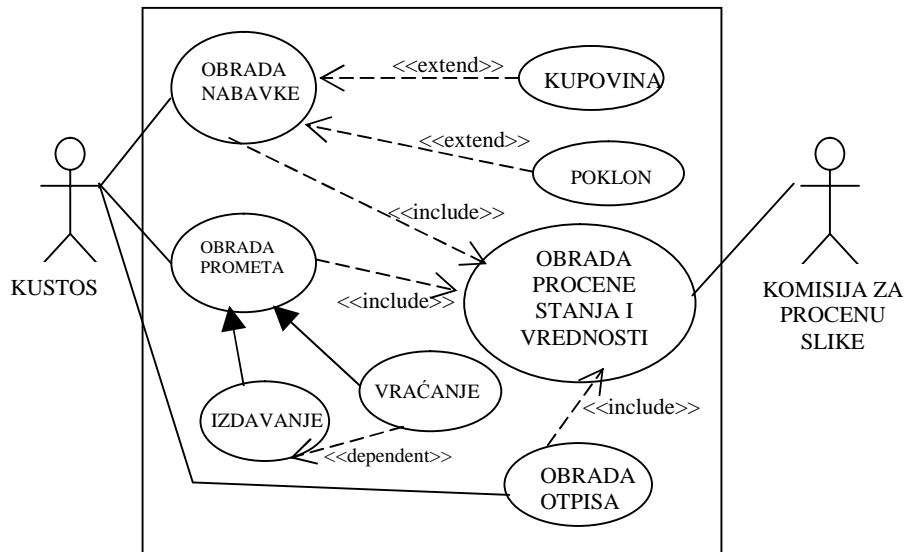 OBRADA
NABAVKE
<<extend>>
KUPOVINA
<<extend>>
POKLON
<<include>>
KUSTOS
OBRADA
PROMETA
<<include>>
OBRADA
PROCENE
STANJA I
VREDNOSTI
KOMISIJA ZA
PROCENU
SLIKE
IZDAVANJE
VRAĆANJE
<<include>>
<<dependent>>
OBRADA
OTPISA